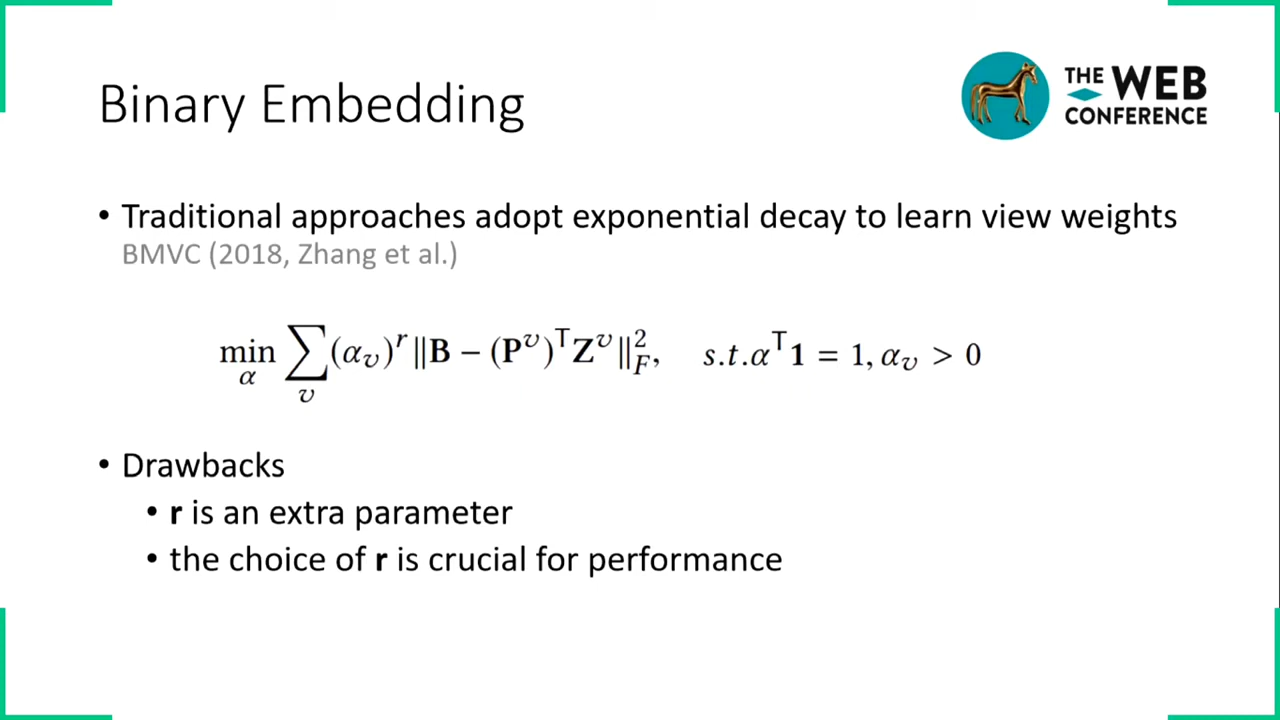 Binary Embedding
THE WEB
CONFERENCE
• Traditional approaches adopt exponential decay to learn view weights
BMVC (2018, Zhang et al.)
min_α ∑_v (α_v)^r ‖B − (P^v)^T Z^v‖_F^2, s.t. α^T 1 = 1, α_v > 0
• Drawbacks
• r is an extra parameter
• the choice of r is crucial for performance